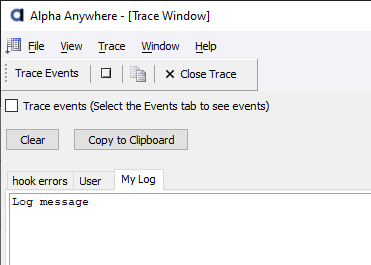 Alpha Anywhere - [Trace Window]
File View Trace Window Help
Trace Events Close Trace
Trace events (Select the Events tab to see events)
Clear Copy to Clipboard
hook errors User My Log
Log message